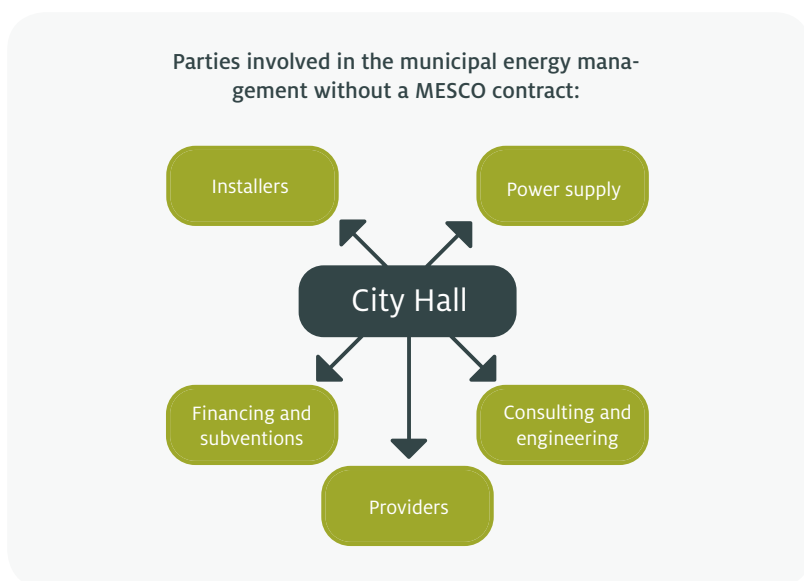 Parties involved in the municipal energy mana-
gement without a MESCO contract:
Installers
Power supply
City Hall
Financing and
subventions
Consulting and
engineering
Providers